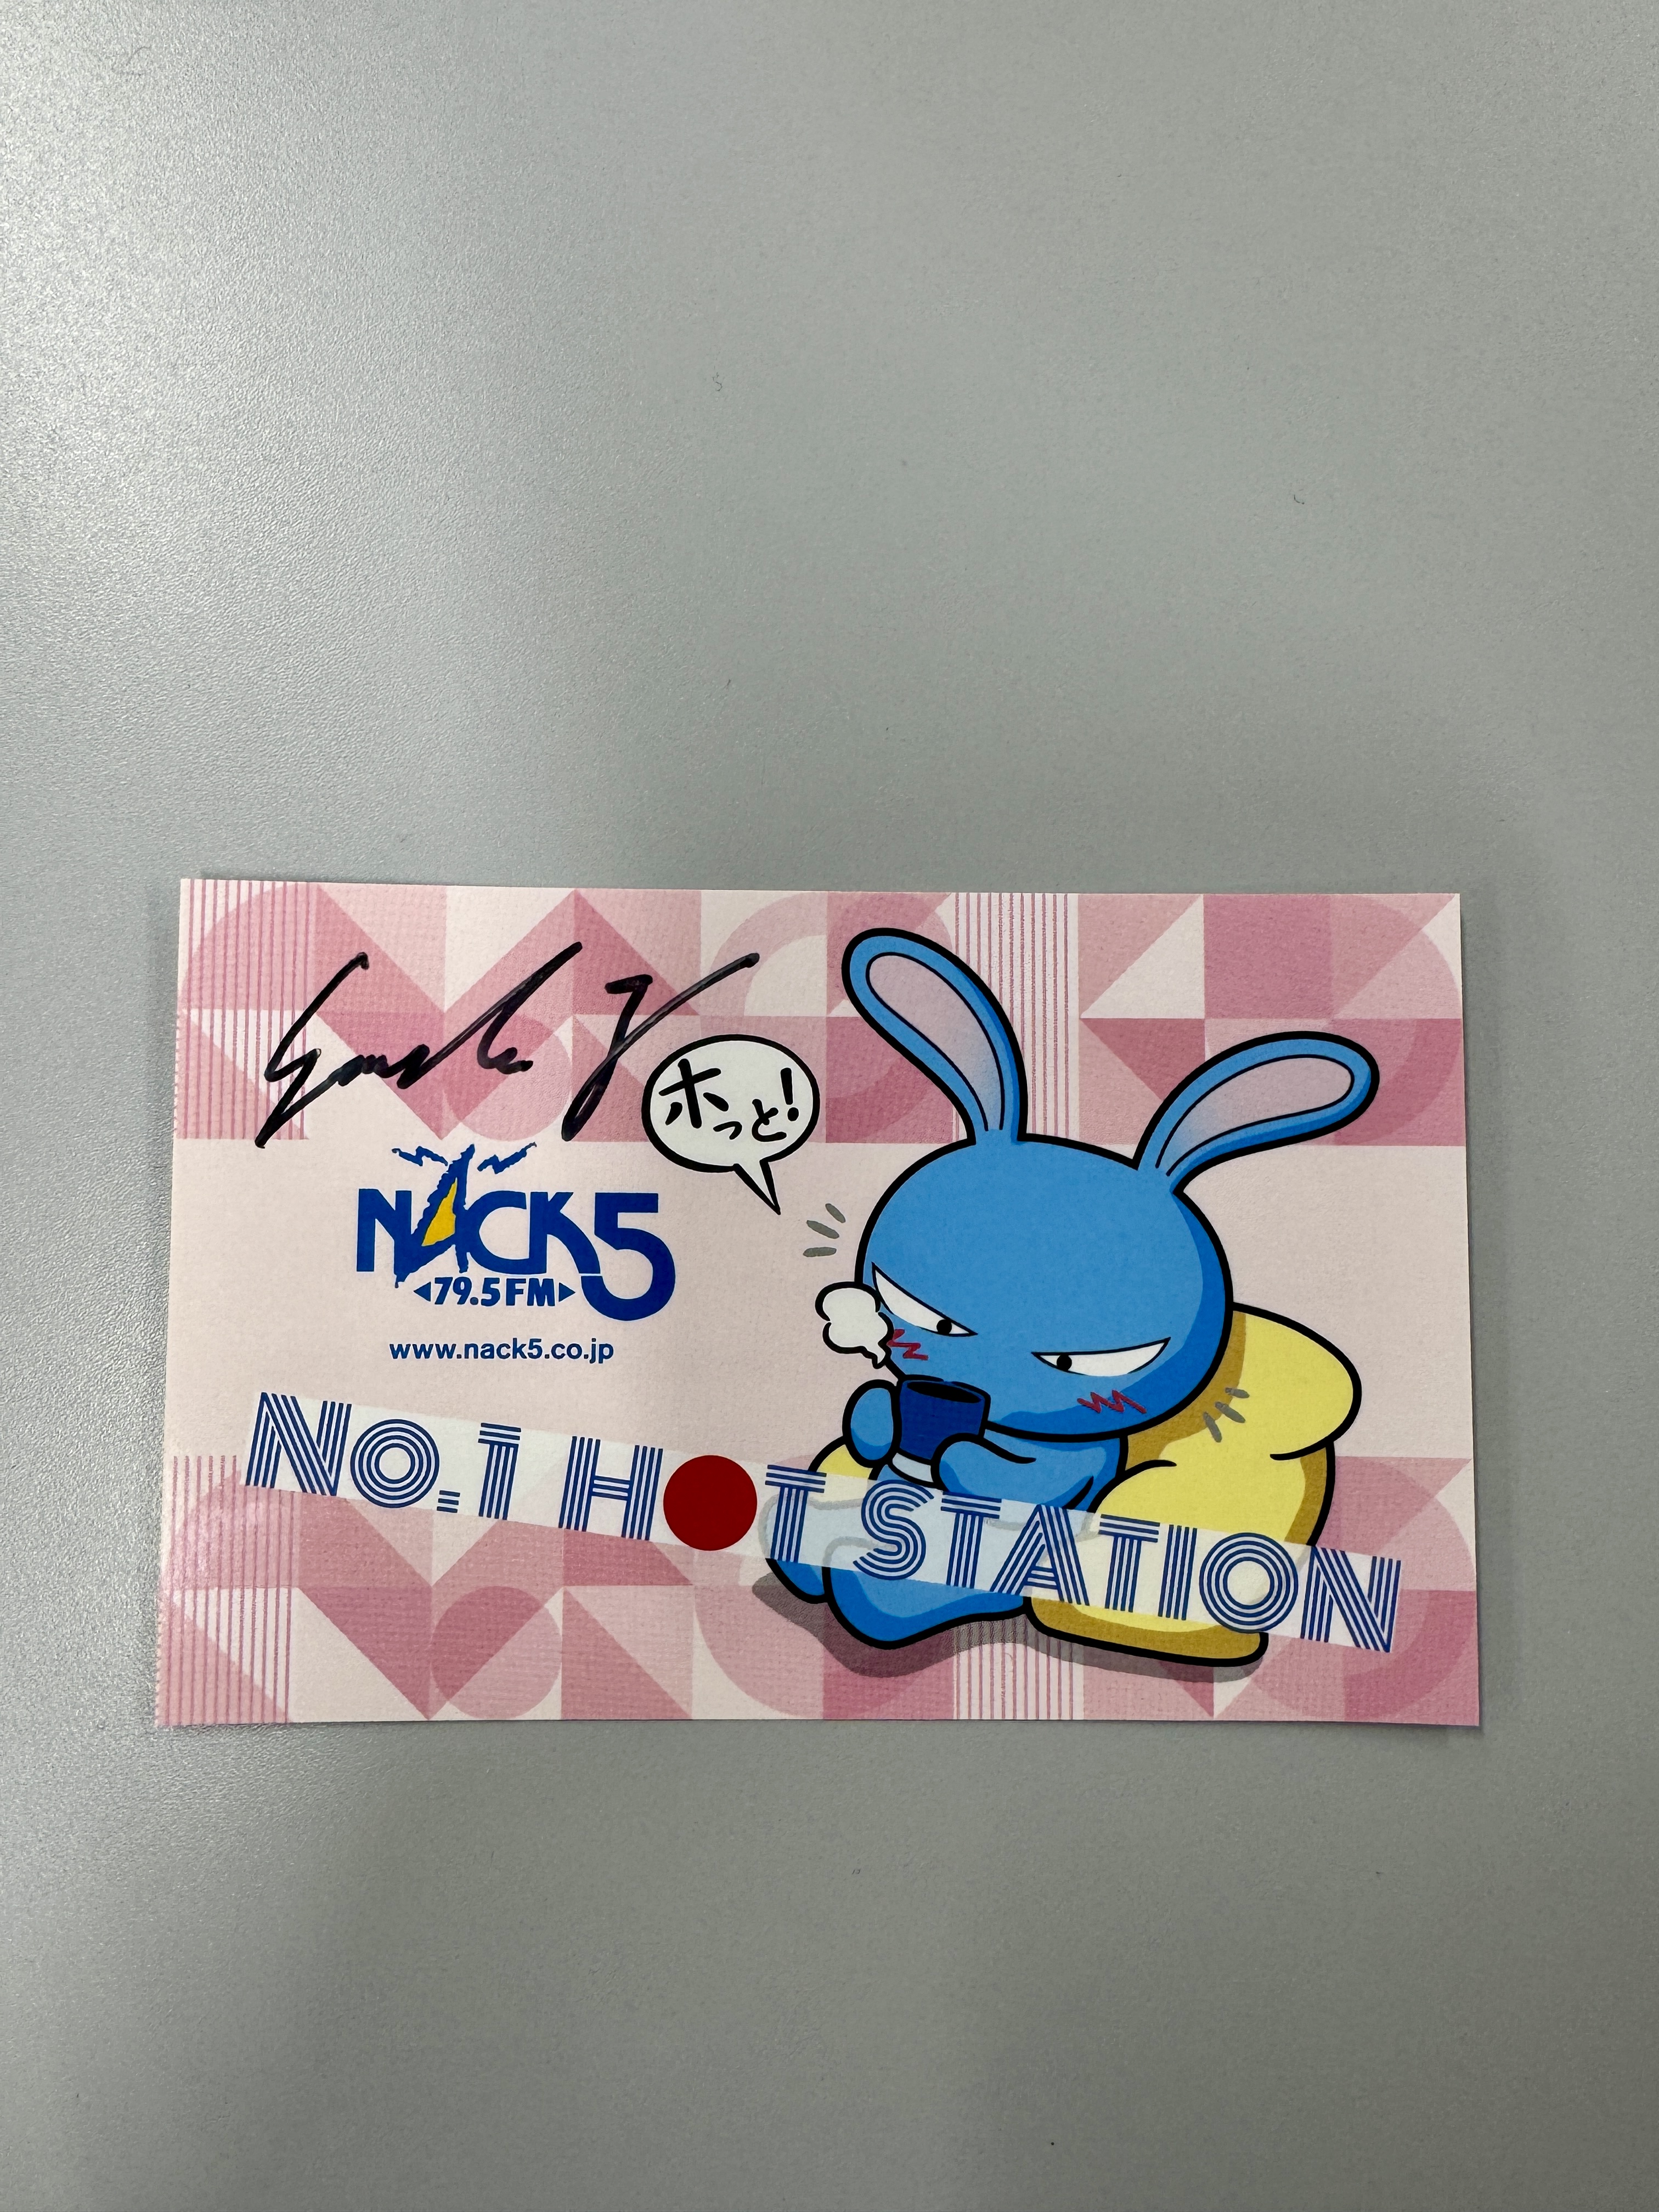 ホっと!
NACK5
79.5FM
www.nack5.co.jp
No.1 HOT STATION